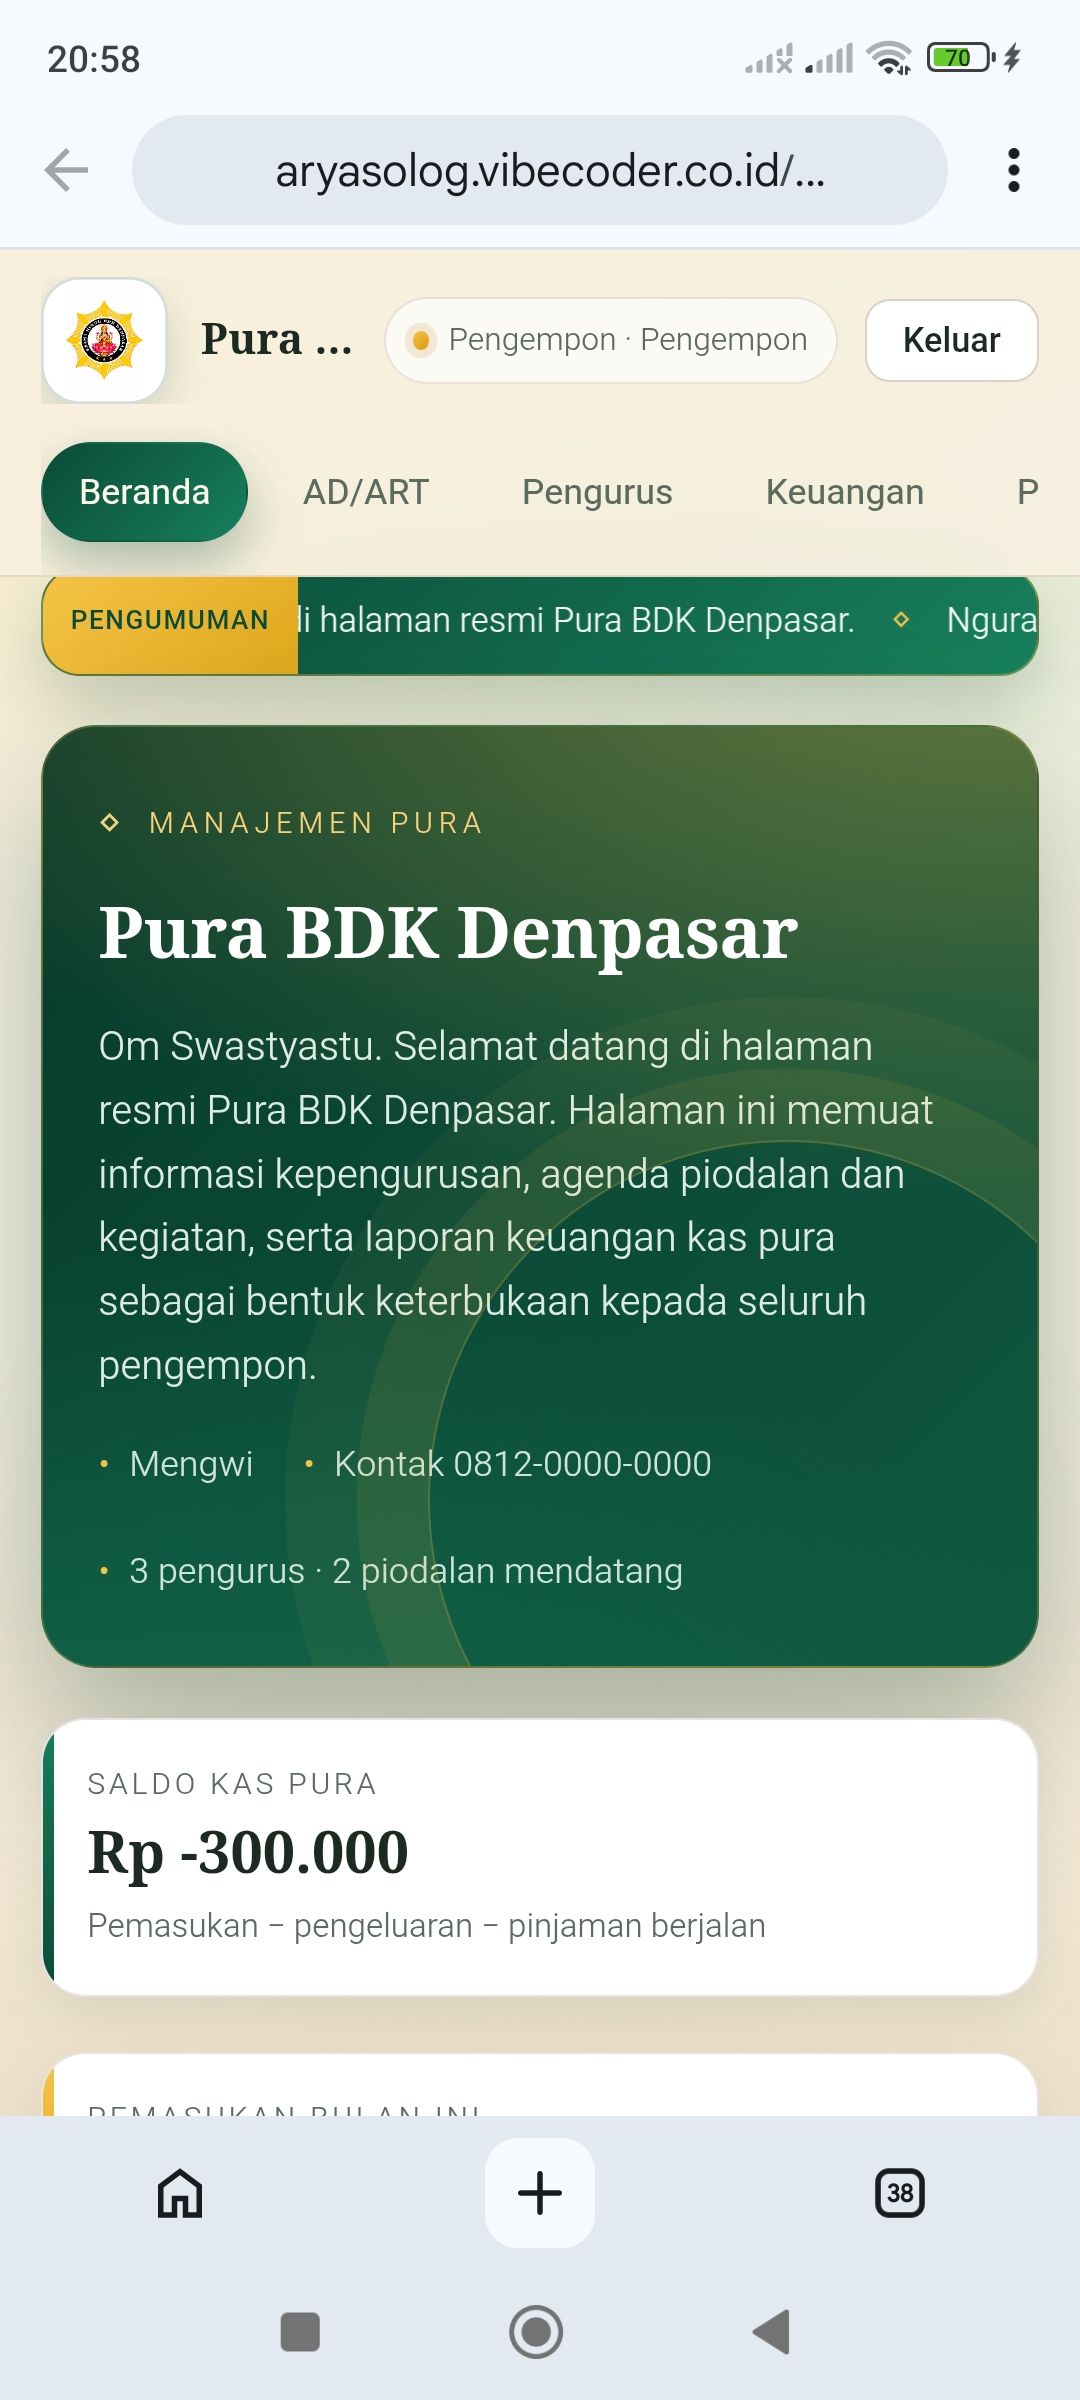 20:58
70
aryasolog.vibecoder.co.id/...
Pura ...
Pengempon · Pengempon
Keluar
Beranda
AD/ART
Pengurus
Keuangan
P
PENGUMUMAN
di halaman resmi Pura BDK Denpasar.
Ngura
MANAJEMEN PURA
Pura BDK Denpasar
Om Swastyastu. Selamat datang di halaman
resmi Pura BDK Denpasar. Halaman ini memuat
informasi kepengurusan, agenda piodalan dan
kegiatan, serta laporan keuangan kas pura
sebagai bentuk keterbukaan kepada seluruh
pengempon.
• Mengwi • Kontak 0812-0000-0000
• 3 pengurus · 2 piodalan mendatang
SALDO KAS PURA
Rp -300.000
Pemasukan − pengeluaran − pinjaman berjalan
PEMASUKAN BULAN INI
38